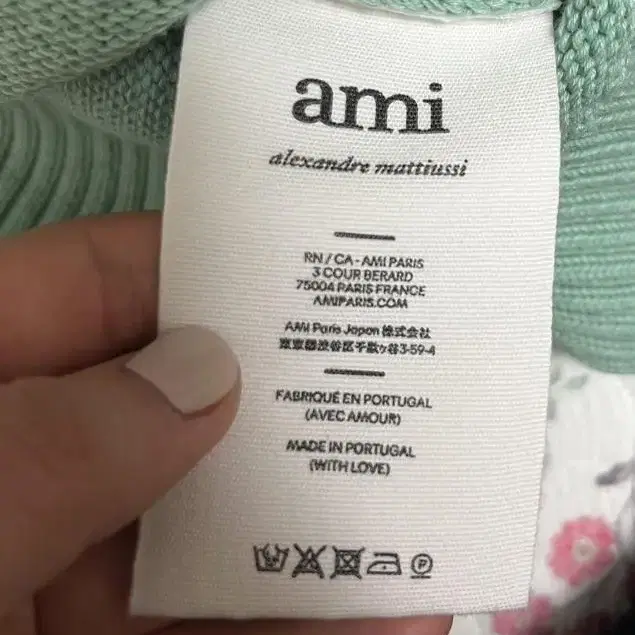 ami
alexandre mattiussi
RN / CA - AMI PARIS
3 COUR BERARD
75004 PARIS FRANCE
AMIPARIS.COM
AMI Paris Japan 株式会社
東京都渋谷区千駄ヶ谷3-59-4
FABRIQUÉ EN PORTUGAL
(AVEC AMOUR)
MADE IN PORTUGAL
(WITH LOVE)
P